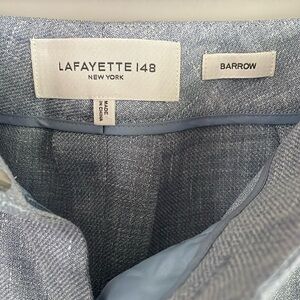 LAFAYETTE 148
NEW YORK
BARROW
MADE
IN CHINA